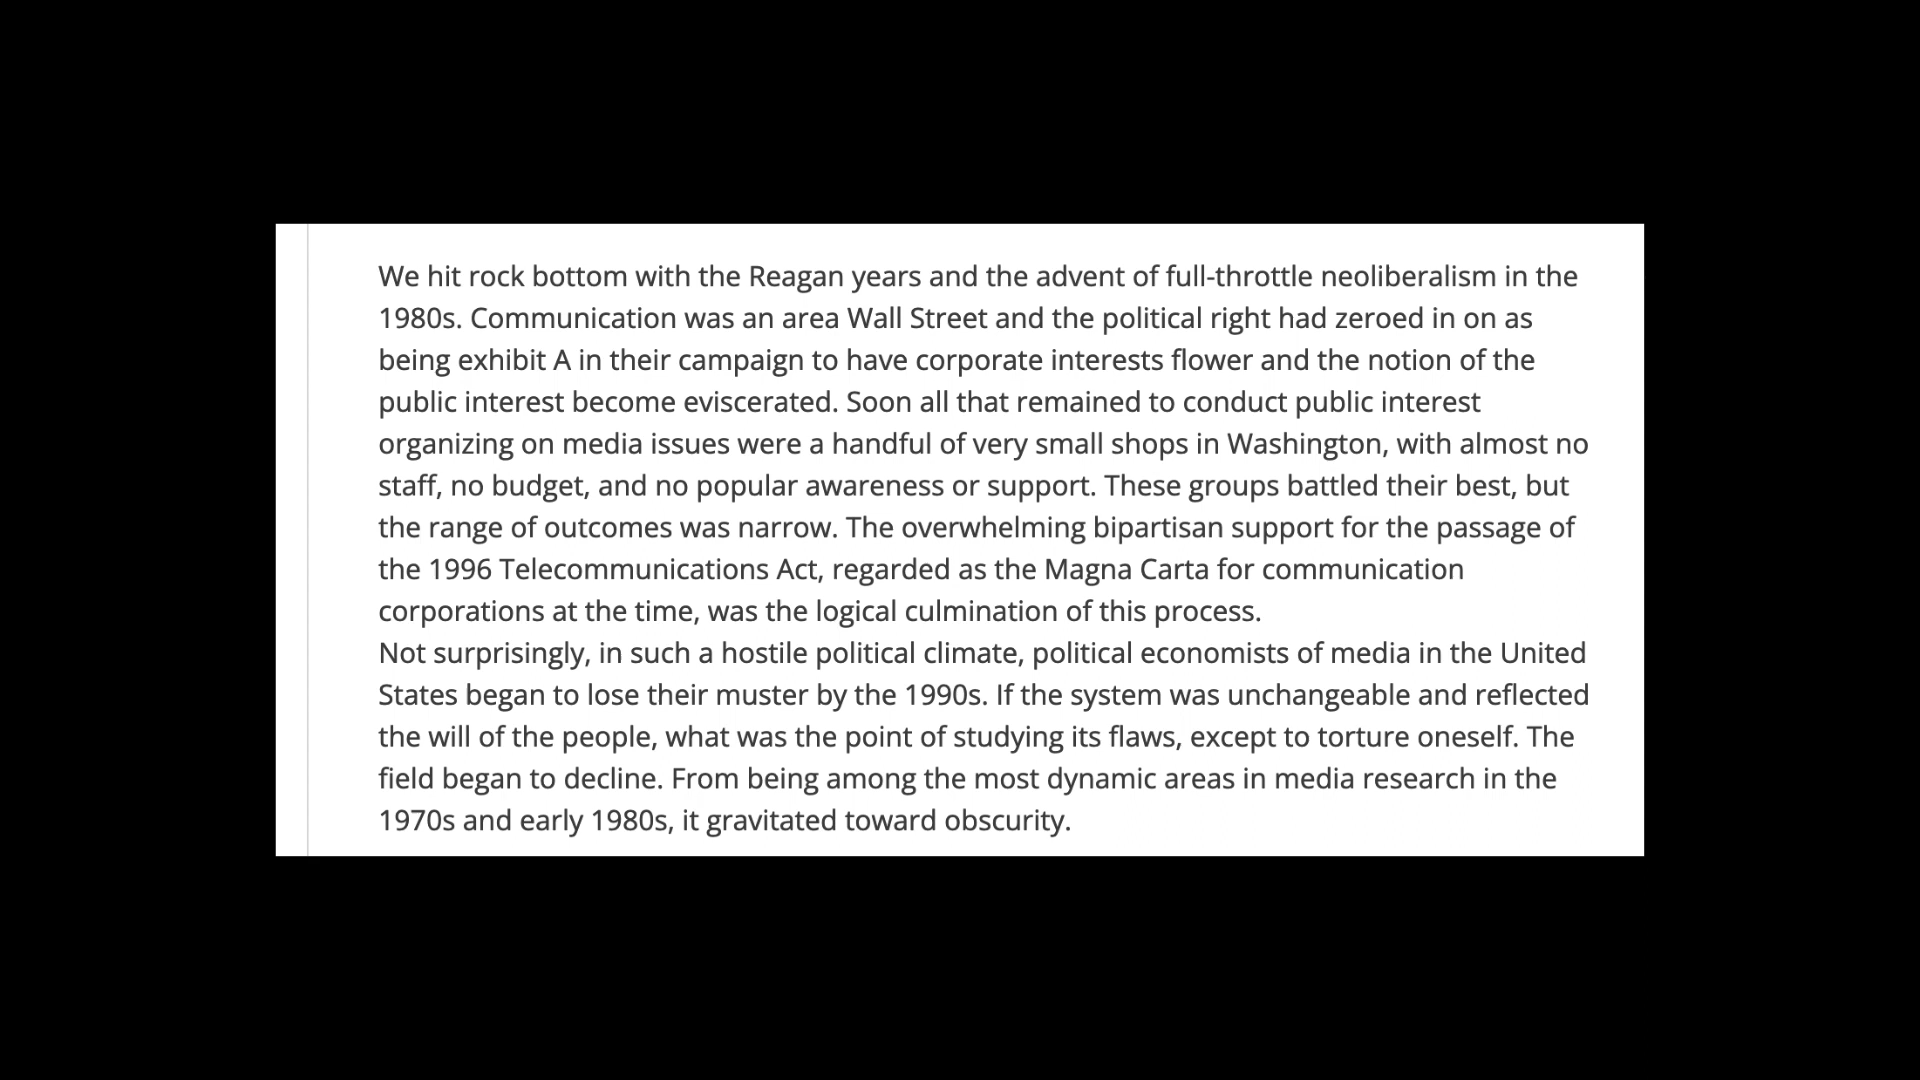 We hit rock bottom with the Reagan years and the advent of full-throttle neoliberalism in the
1980s. Communication was an area Wall Street and the political right had zeroed in on as
being exhibit A in their campaign to have corporate interests flower and the notion of the
public interest become eviscerated. Soon all that remained to conduct public interest
organizing on media issues were a handful of very small shops in Washington, with almost no
staff, no budget, and no popular awareness or support. These groups battled their best, but
the range of outcomes was narrow. The overwhelming bipartisan support for the passage of
the 1996 Telecommunications Act, regarded as the Magna Carta for communication
corporations at the time, was the logical culmination of this process.
Not surprisingly, in such a hostile political climate, political economists of media in the United
States began to lose their muster by the 1990s. If the system was unchangeable and reflected
the will of the people, what was the point of studying its flaws, except to torture oneself. The
field began to decline. From being among the most dynamic areas in media research in the
1970s and early 1980s, it gravitated toward obscurity.